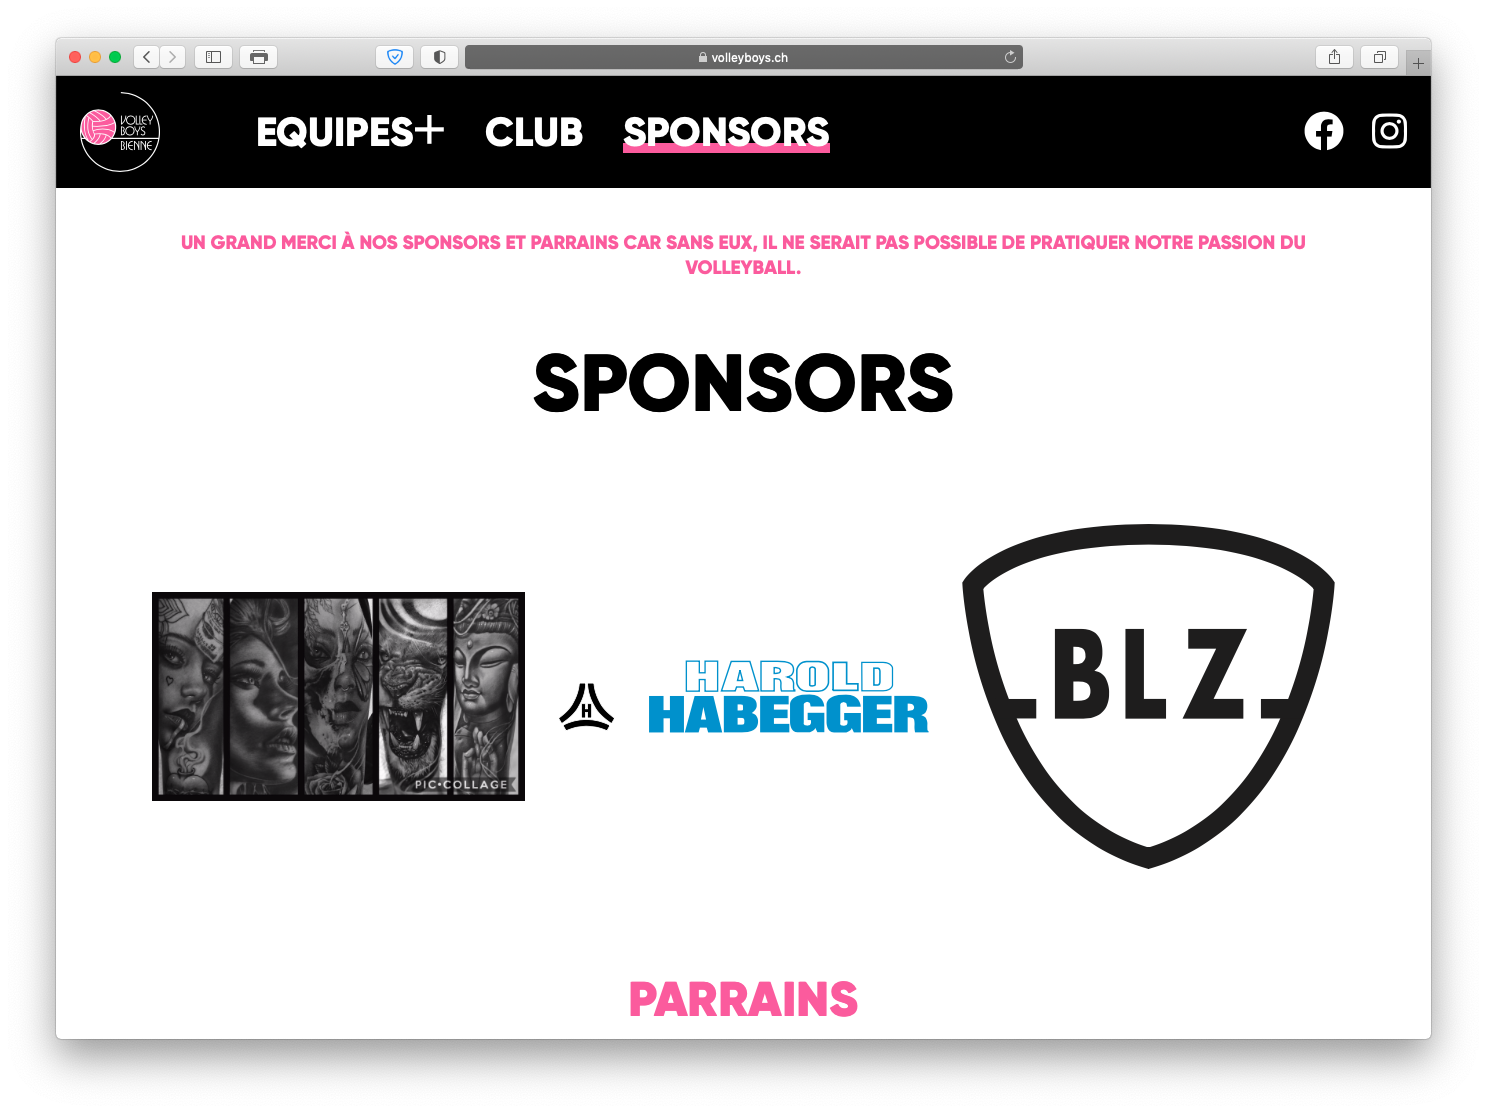 volleyboys.ch
VOLLEY
BOYS
BIENNE
EQUIPES+
CLUB
SPONSORS
UN GRAND MERCI À NOS SPONSORS ET PARRAINS CAR SANS EUX, IL NE SERAIT PAS POSSIBLE DE PRATIQUER NOTRE PASSION DU
VOLLEYBALL.
SPONSORS
PIC•COLLAGE
H
HAROLD
HABEGGER
BLZ
PARRAINS